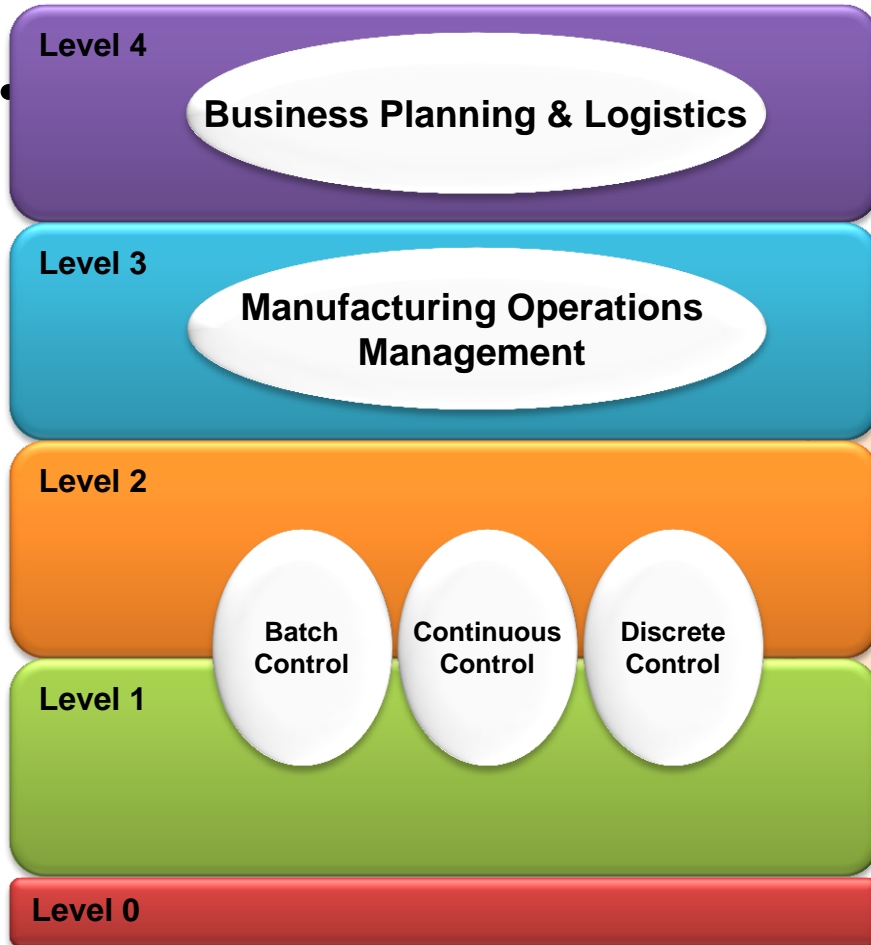 Level 4
Business Planning & Logistics
Level 3
Manufacturing Operations
Management
Level 2
Batch
Control
Continuous
Control
Discrete
Control
Level 1
Level 0